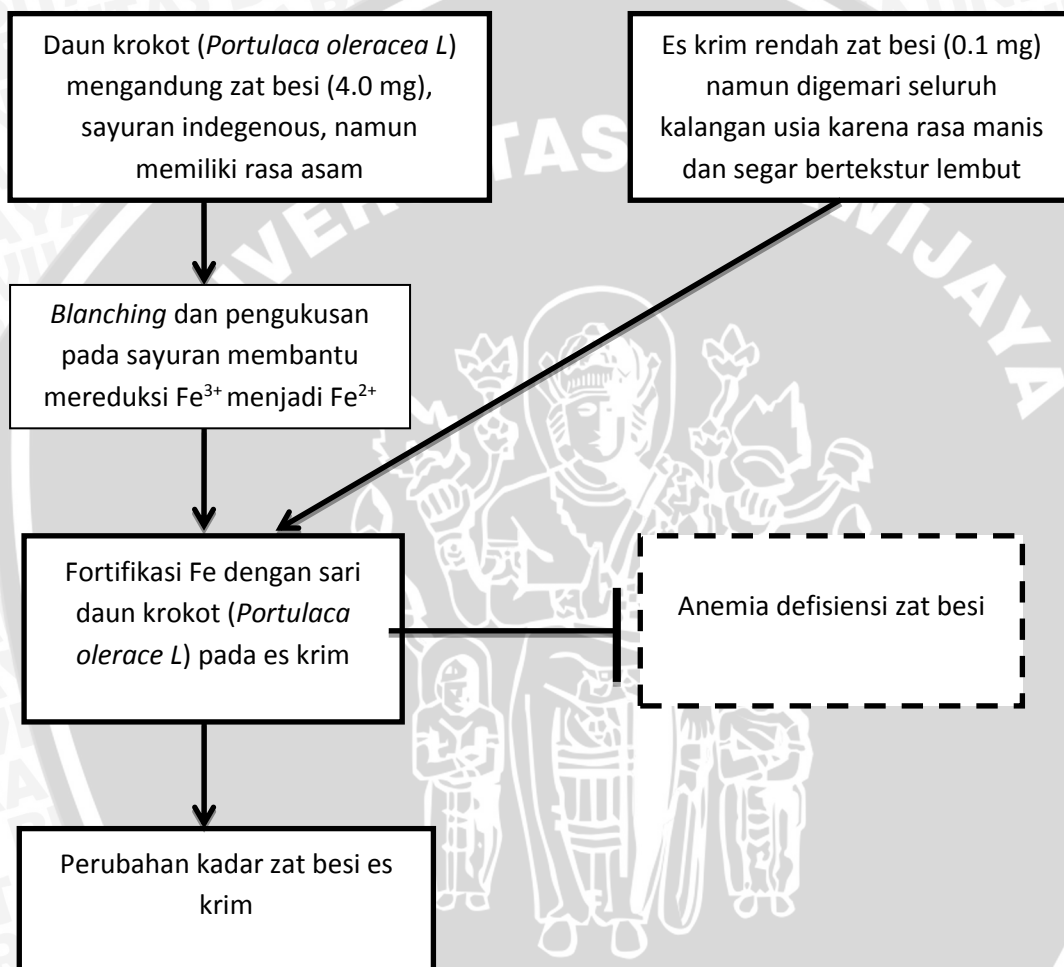 Daun krokot (Portulaca oleracea L)
mengandung zat besi (4.0 mg),
sayuran indegenous, namun
memiliki rasa asam
Es krim rendah zat besi (0.1 mg)
namun digemari seluruh
kalangan usia karena rasa manis
dan segar bertekstur lembut
Blanching dan pengukusan
pada sayuran membantu
mereduksi Fe³⁺ menjadi Fe²⁺
Fortifikasi Fe dengan sari
daun krokot (Portulaca
olerace L) pada es krim
Anemia defisiensi zat besi
Perubahan kadar zat besi es
krim